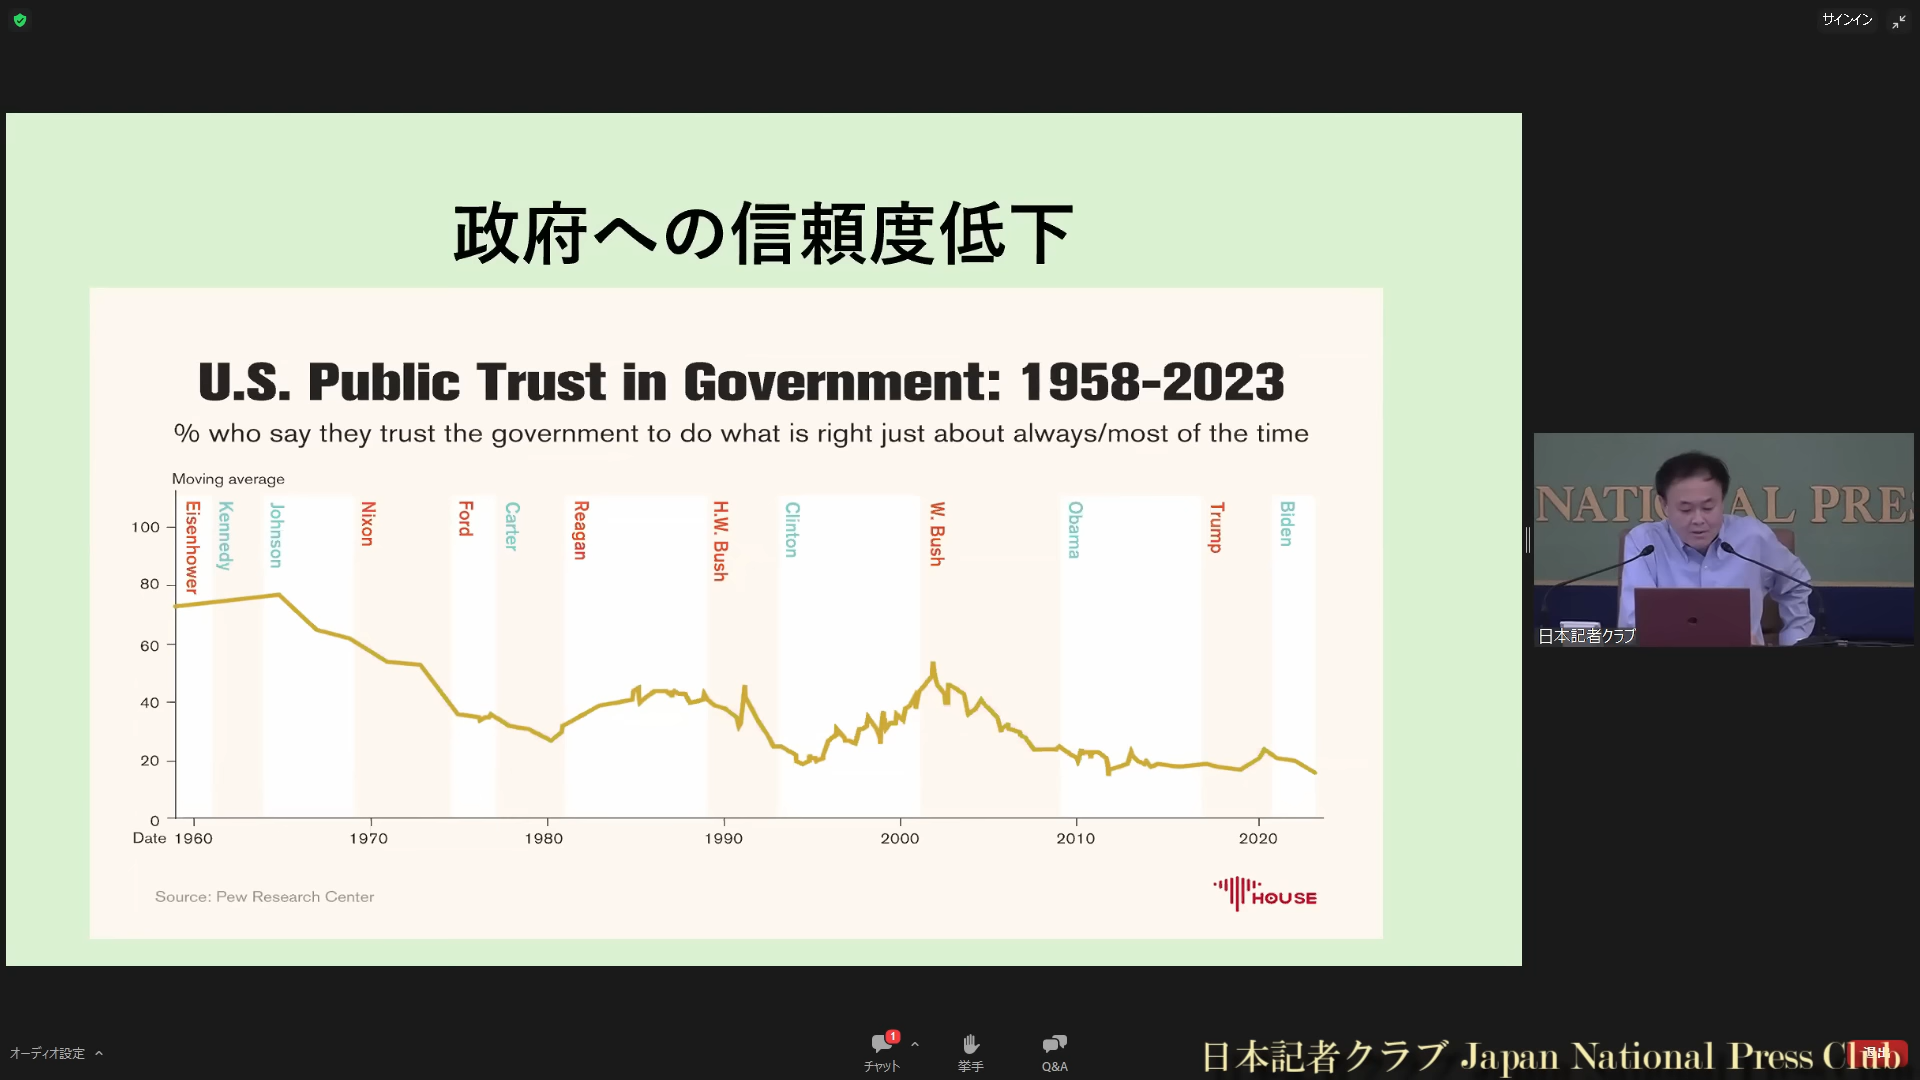 サインイン
政府への信頼度低下
U.S. Public Trust in Government: 1958-2023
% who say they trust the government to do what is right just about always/most of the time
Moving average
Eisenhower
Kennedy
Johnson
Nixon
Ford
Carter
Reagan
H.W. Bush
Clinton
W. Bush
Obama
Trump
Biden
100
80
60
40
20
0
Date 1960 1970 1980 1990 2000 2010 2020
Source: Pew Research Center
HOUSE
NATIONAL PRES
日本記者クラブ
オーディオ設定
1
チャット
挙手
Q&A
退出
日本記者クラブ Japan National Press Club